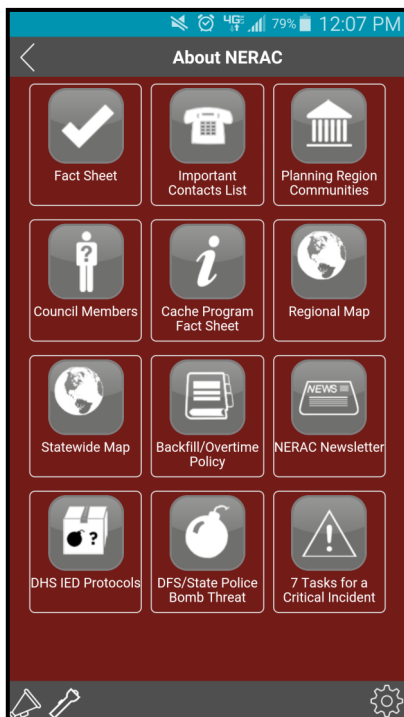 4G 79% 12:07 PM
About NERAC
Fact Sheet
Important
Contacts List
Planning Region
Communities
?
Council Members
i
Cache Program
Fact Sheet
Regional Map
Statewide Map
Backfill/Overtime
Policy
NEWS
NERAC Newsletter
?
DHS IED Protocols
DFS/State Police
Bomb Threat
!
7 Tasks for a
Critical Incident